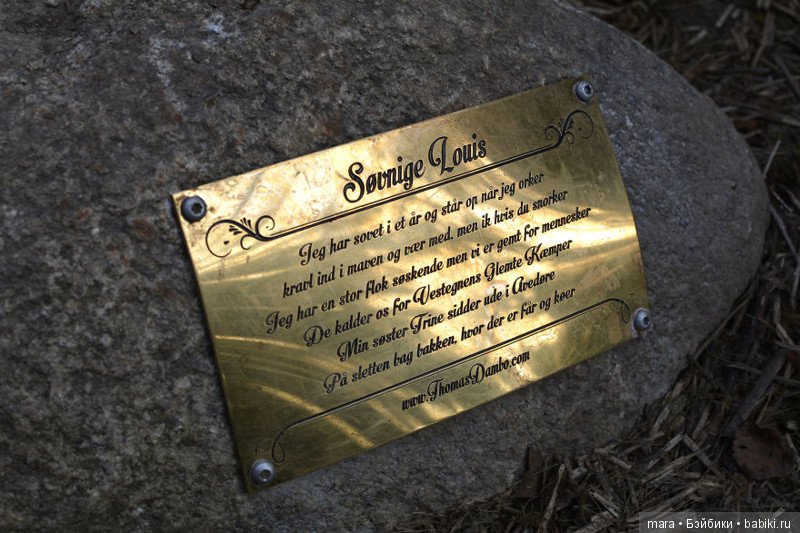 Søvnige Louis
Jeg har sovet i et år og står op når jeg orker
kravl ind i maven og vær med, men ik hvis du snorker
Jeg har en stor flok søskende men vi er gemt for mennesker
De kalder os for Vestegnens Glemte Kæmper
Min søster Trine sidder ude i Avedøre
På sletten bag bakken, hvor der er får og køer
www.ThomasDambo.com
mara • Бэйбики • babiki.ru